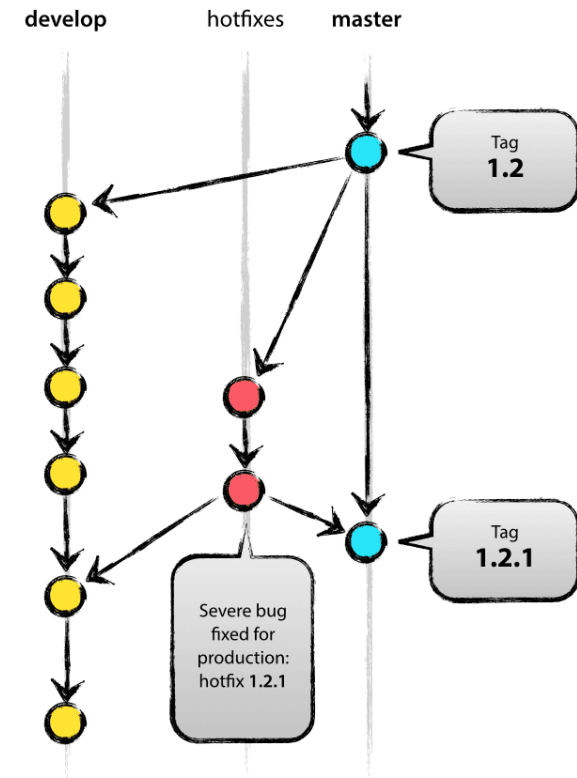 develop
hotfixes
master
Tag
1.2
Tag
1.2.1
Severe bug
fixed for
production:
hotfix 1.2.1